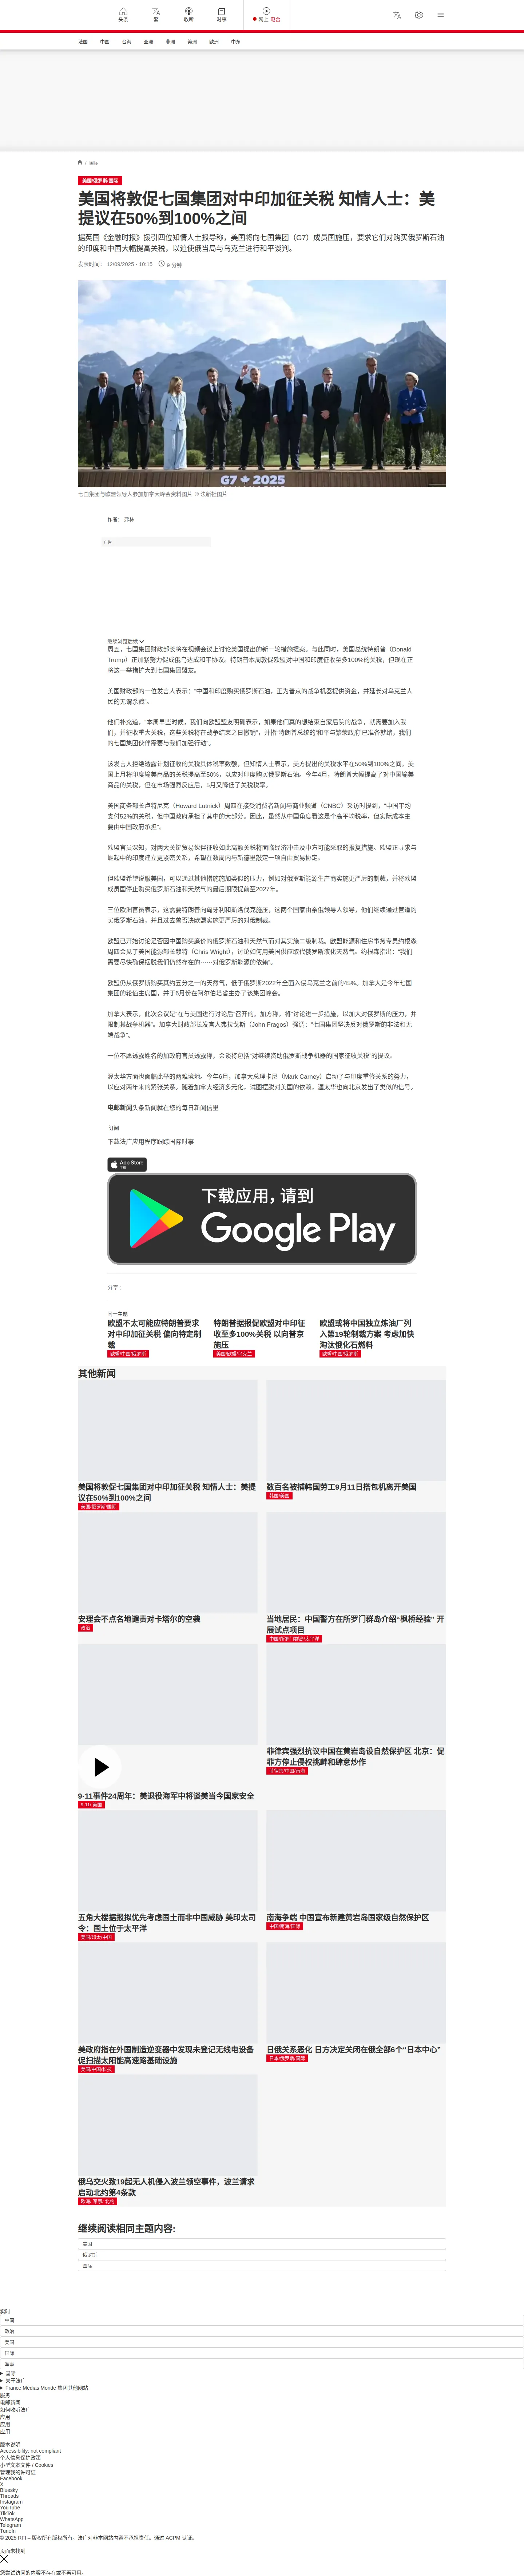 头条
繁
收听
时事
网上 电台
法国
中国
台海
亚洲
非洲
美洲
欧洲
中东
国际
美国/俄罗斯/国际
美国将敦促七国集团对中印加征关税 知情人士：美提议在50%到100%之间
据英国《金融时报》援引四位知情人士报导称，美国将向七国集团（G7）成员国施压，要求它们对购买俄罗斯石油的印度和中国大幅提高关税，以迫使俄当局与乌克兰进行和平谈判。
发表时间： 12/09/2025 - 10:15
9 分钟
G7 2025
七国集团与欧盟领导人参加加拿大峰会资料图片 © 法新社图片
作者： 弗林
广告
继续浏览后续
周五，七国集团财政部长将在视频会议上讨论美国提出的新一轮措施提案。与此同时，美国总统特朗普（Donald Trump）正加紧努力促成俄乌达成和平协议。特朗普本周敦促欧盟对中国和印度征收至多100%的关税，但现在正将这一举措扩大到七国集团盟友。
美国财政部的一位发言人表示：“中国和印度购买俄罗斯石油，正为普京的战争机器提供资金，并延长对乌克兰人民的无谓杀戮”。
他们补充道，“本周早些时候，我们向欧盟盟友明确表示，如果他们真的想结束自家后院的战争，就需要加入我们，并征收重大关税，这些关税将在战争结束之日撤销”，并指“特朗普总统的‘和平与繁荣政府’已准备就绪，我们的七国集团伙伴需要与我们加强行动”。
该发言人拒绝透露计划征收的关税具体税率数额，但知情人士表示，美方提出的关税水平在50%到100%之间。美国上月将印度输美商品的关税提高至50%，以应对印度购买俄罗斯石油。今年4月，特朗普大幅提高了对中国输美商品的关税，但在市场强烈反应后，5月又降低了关税税率。
美国商务部长卢特尼克（Howard Lutnick）周四在接受消费者新闻与商业频道（CNBC）采访时提到，“中国平均支付52%的关税，但中国政府承担了其中的大部分。因此，虽然从中国角度看这是个高平均税率，但实际成本主要由中国政府承担”。
欧盟官员深知，对两大关键贸易伙伴征收如此高额关税将面临经济冲击及中方可能采取的报复措施。欧盟正寻求与崛起中的印度建立更紧密关系，希望在数周内与新德里敲定一项自由贸易协定。
但欧盟希望说服美国，可以通过其他措施施加类似的压力，例如对俄罗斯能源生产商实施更严厉的制裁，并将欧盟成员国停止购买俄罗斯石油和天然气的最后期限提前至2027年。
三位欧洲官员表示，这需要特朗普向匈牙利和斯洛伐克施压，这两个国家由亲俄领导人领导，他们继续通过管道购买俄罗斯石油，并且过去曾否决欧盟实施更严厉的对俄制裁。
欧盟已开始讨论是否因中国购买廉价的俄罗斯石油和天然气而对其实施二级制裁。欧盟能源和住房事务专员约根森周四会见了美国能源部长赖特（Chris Wright），讨论如何用美国供应取代俄罗斯液化天然气。约根森指出：“我们需要尽快确保摆脱我们仍然存在的……对俄罗斯能源的依赖”。
欧盟仍从俄罗斯购买其约五分之一的天然气，低于俄罗斯2022年全面入侵乌克兰之前的45%。加拿大是今年七国集团的轮值主席国，并于6月份在阿尔伯塔省主办了该集团峰会。
加拿大表示，此次会议是“在与美国进行讨论后”召开的。加方称，将“讨论进一步措施，以加大对俄罗斯的压力，并限制其战争机器”。加拿大财政部长发言人弗拉戈斯（John Fragos）强调：“七国集团坚决反对俄罗斯的非法和无端战争”。
一位不愿透露姓名的加政府官员透露称，会谈将包括“对继续资助俄罗斯战争机器的国家征收关税”的提议。
渥太华方面也面临此举的两难境地。今年6月，加拿大总理卡尼（Mark Carney）启动了与印度重修关系的努力，以应对两年来的紧张关系。随着加拿大经济多元化，试图摆脱对美国的依赖，渥太华也向北京发出了类似的信号。
电邮新闻头条新闻就在您的每日新闻信里
订阅
下载法广应用程序跟踪国际时事
App Store
下载应用，请到
Google Play
分享 :
同一主题
欧盟不太可能应特朗普要求对中印加征关税 偏向特定制裁
欧盟/中国/俄罗斯
特朗普据报促欧盟对中印征收至多100%关税 以向普京施压
美国/欧盟/乌克兰
欧盟或将中国独立炼油厂列入第19轮制裁方案 考虑加快淘汰俄化石燃料
欧盟/中国/俄罗斯
其他新闻
美国将敦促七国集团对中印加征关税 知情人士：美提议在50%到100%之间
美国/俄罗斯/国际
数百名被捕韩国劳工9月11日搭包机离开美国
韩国/美国
安理会不点名地谴责对卡塔尔的空袭
政治
当地居民：中国警方在所罗门群岛介绍“枫桥经验” 开展试点项目
中国/所罗门群岛/太平洋
9·11事件24周年：美退役海军中将谈美当今国家安全
9·11/ 美国
菲律宾强烈抗议中国在黄岩岛设自然保护区 北京：促菲方停止侵权挑衅和肆意炒作
菲律宾/中国/南海
五角大楼据报拟优先考虑国土而非中国威胁 美印太司令：国土位于太平洋
美国/印太/中国
南海争端 中国宣布新建黄岩岛国家级自然保护区
中国/南海/国际
美政府指在外国制造逆变器中发现未登记无线电设备 促扫描太阳能高速路基础设施
美国/中国/科技
日俄关系恶化 日方决定关闭在俄全部6个“日本中心”
日本/俄罗斯/国际
俄乌交火致19起无人机侵入波兰领空事件，波兰请求启动北约第4条款
欧洲/ 军事/ 北约
继续阅读相同主题内容:
美国
俄罗斯
国际
实时
中国
政治
美国
国际
军事
国际
关于法广
France Médias Monde 集团其他网站
服务
电邮新闻
如何收听法广
应用
应用
应用
版本说明
Accessibility: not compliant
个人信息保护政策
小型文本文件 / Cookies
管理我的许可证
Facebook
X
Bluesky
Threads
Instagram
YouTube
TikTok
WhatsApp
Telegram
TuneIn
© 2025 RFI – 版权所有版权所有。法广对非本网站内容不承担责任。通过 ACPM 认证。
页面未找到
您尝试访问的内容不存在或不再可用。